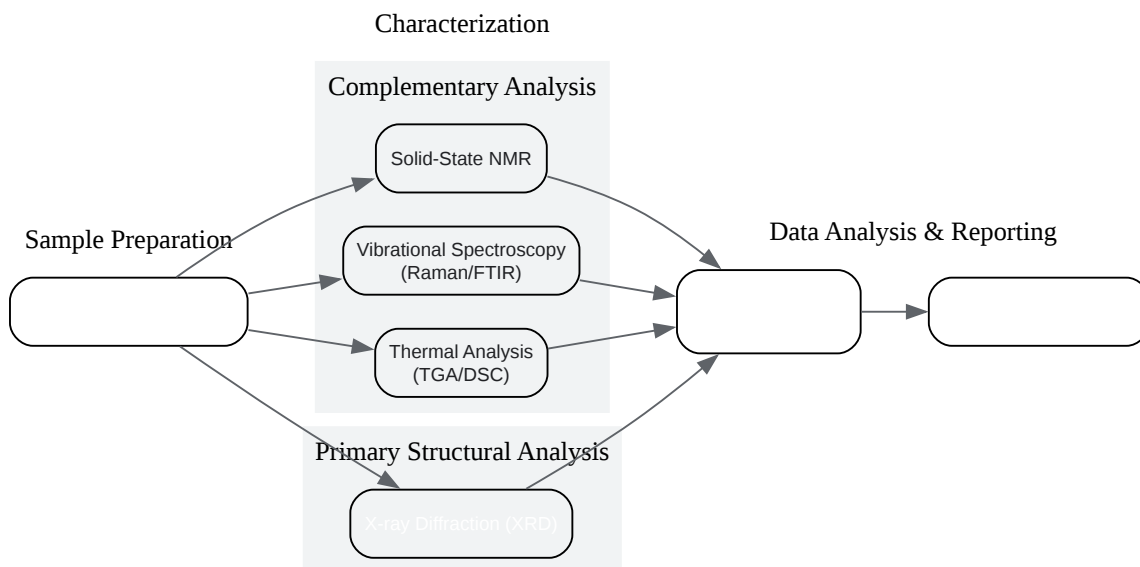 Characterization
Complementary Analysis
Solid-State NMR
Sample Preparation
Vibrational Spectroscopy
(Raman/FTIR)
Data Analysis & Reporting
Thermal Analysis
(TGA/DSC)
Primary Structural Analysis
X-ray Diffraction (XRD)